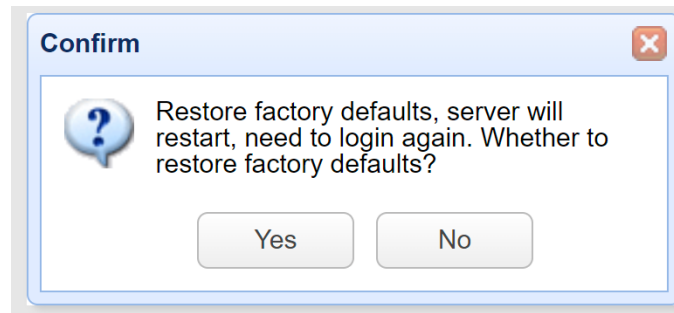 Confirm
Restore factory defaults, server will
restart, need to login again. Whether to
restore factory defaults?
Yes
No